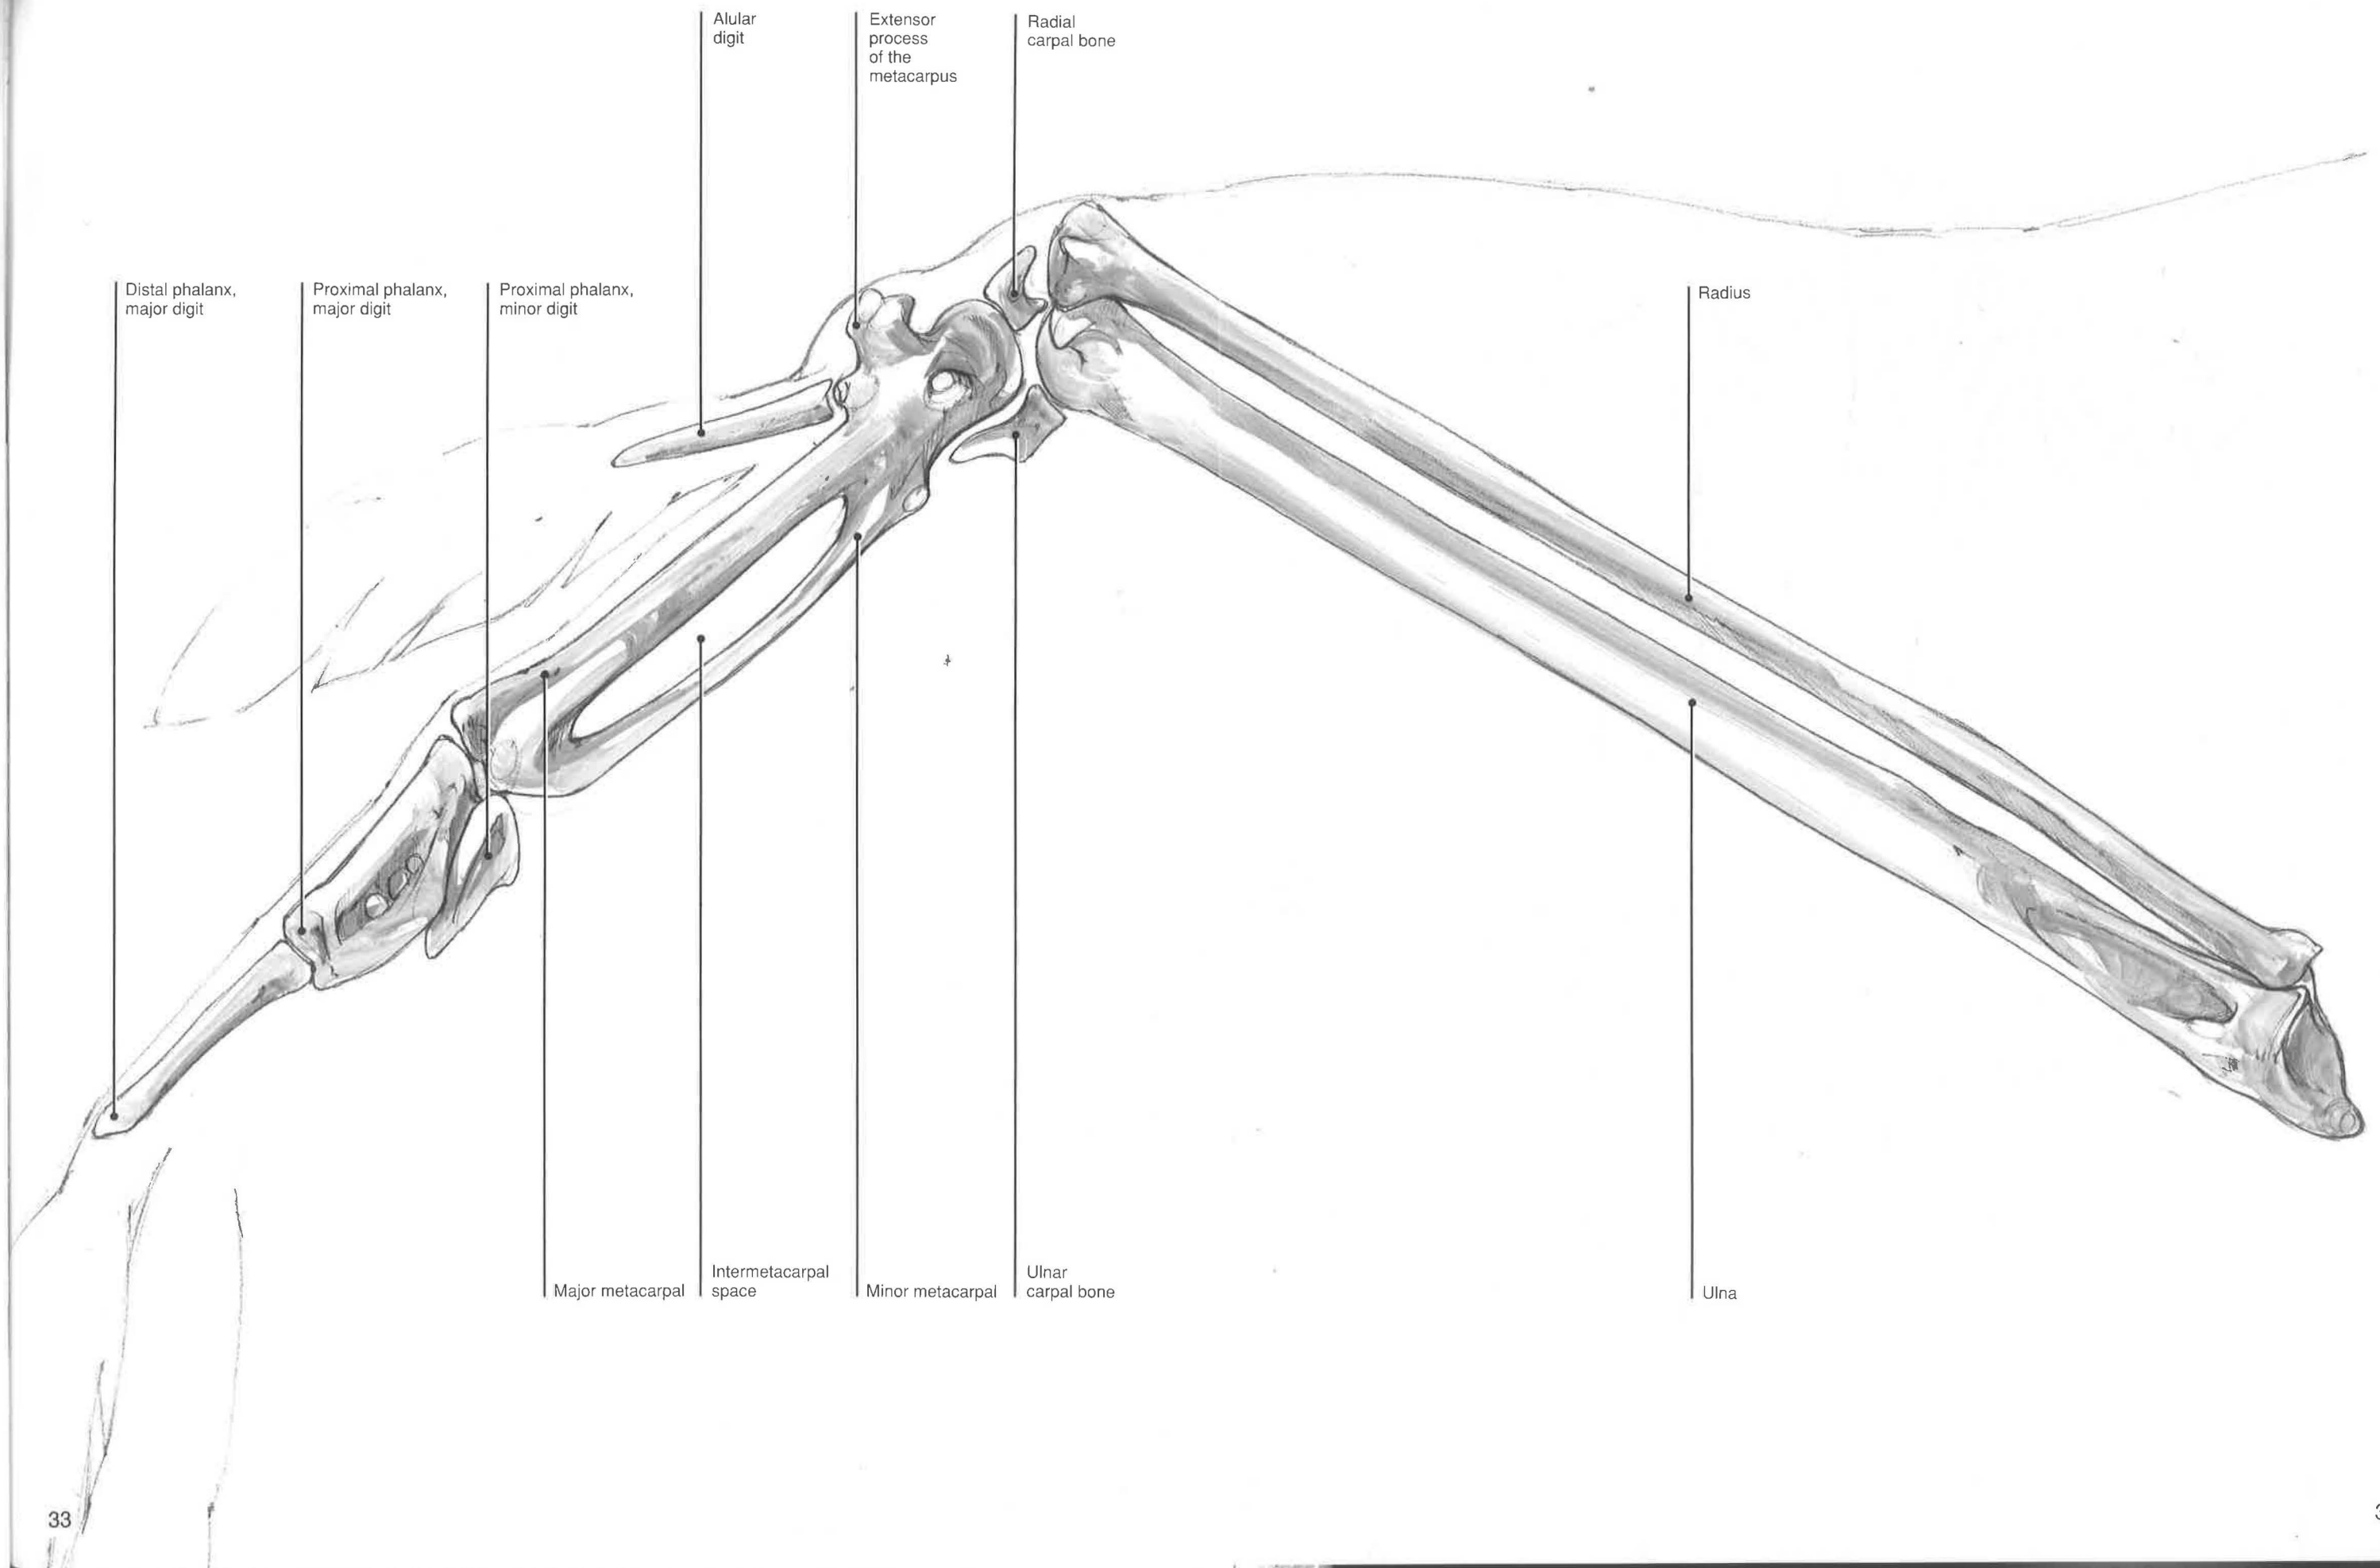 Alular
digit
Extensor
process
of the
metacarpus
Radial
carpal bone
Distal phalanx,
major digit
Proximal phalanx,
major digit
Proximal phalanx,
minor digit
Radius
Major metacarpal
Intermetacarpal
space
Minor metacarpal
Ulnar
carpal bone
Ulna
33